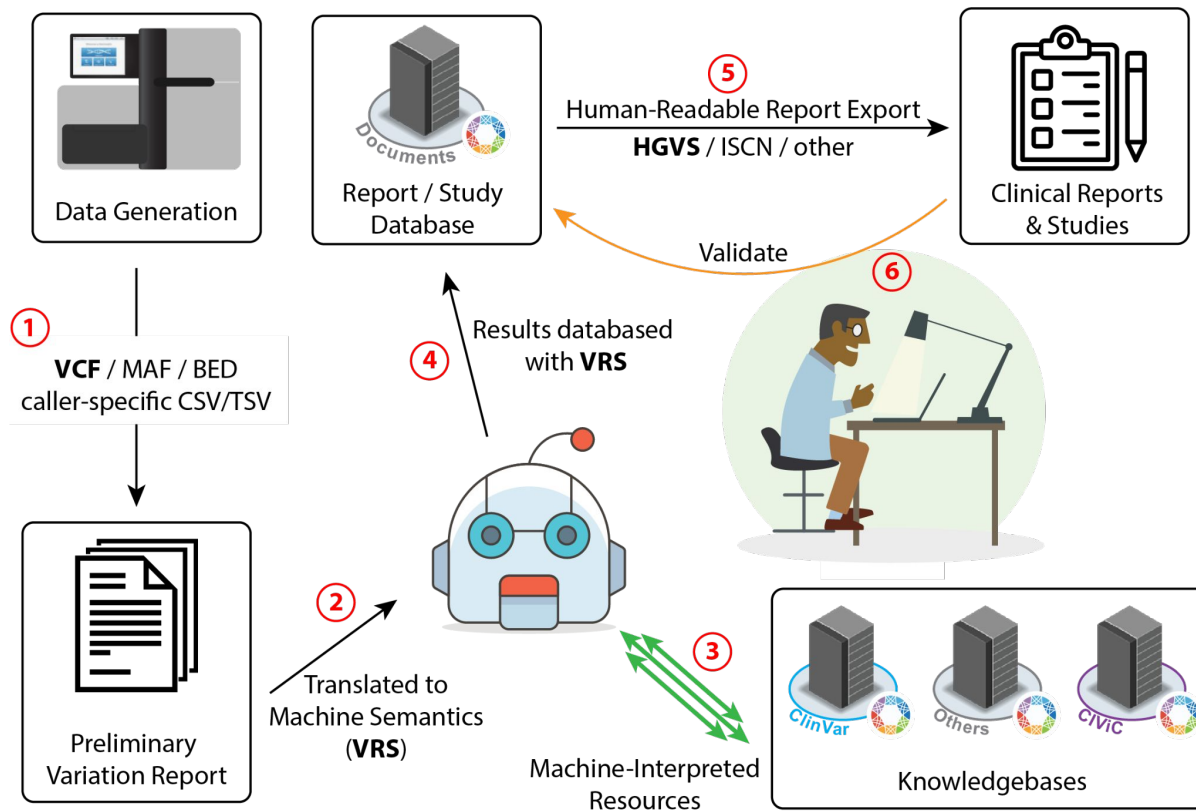 Data Generation
1
VCF / MAF / BED
caller-specific CSV/TSV
Preliminary
Variation Report
2
Translated to
Machine Semantics
(VRS)
3
Machine-Interpreted
Resources
ClinVar
Others
CIViC
Knowledgebases
4
Results databased
with VRS
Documents
Report / Study
Database
5
Human-Readable Report Export
HGVS / ISCN / other
Clinical Reports
& Studies
Validate
6